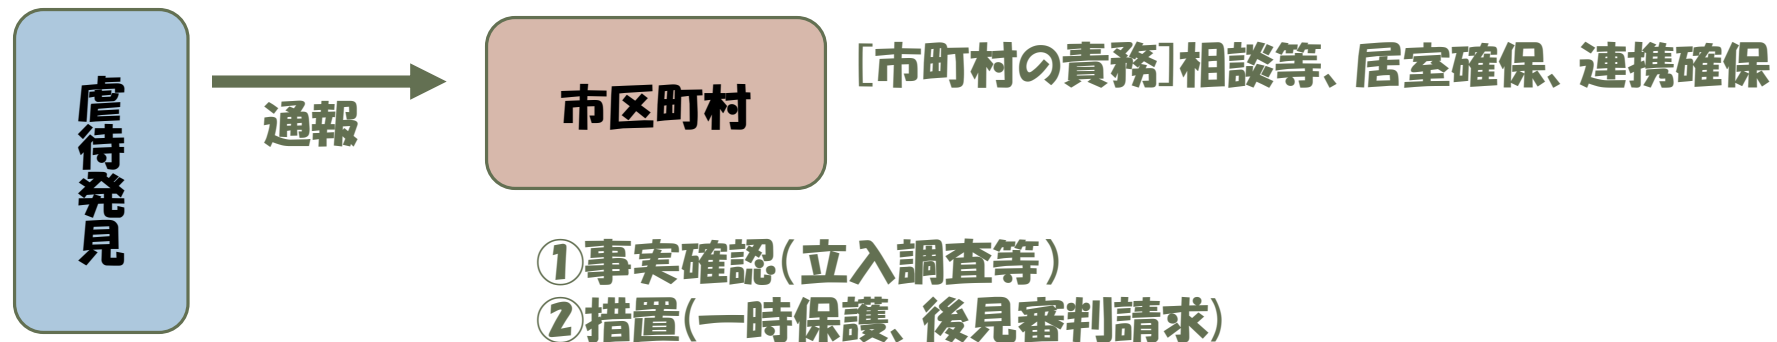 虐待発見
通報
市区町村
[市町村の責務]相談等、居室確保、連携確保
①事実確認(立入調査等)
②措置(一時保護、後見審判請求)